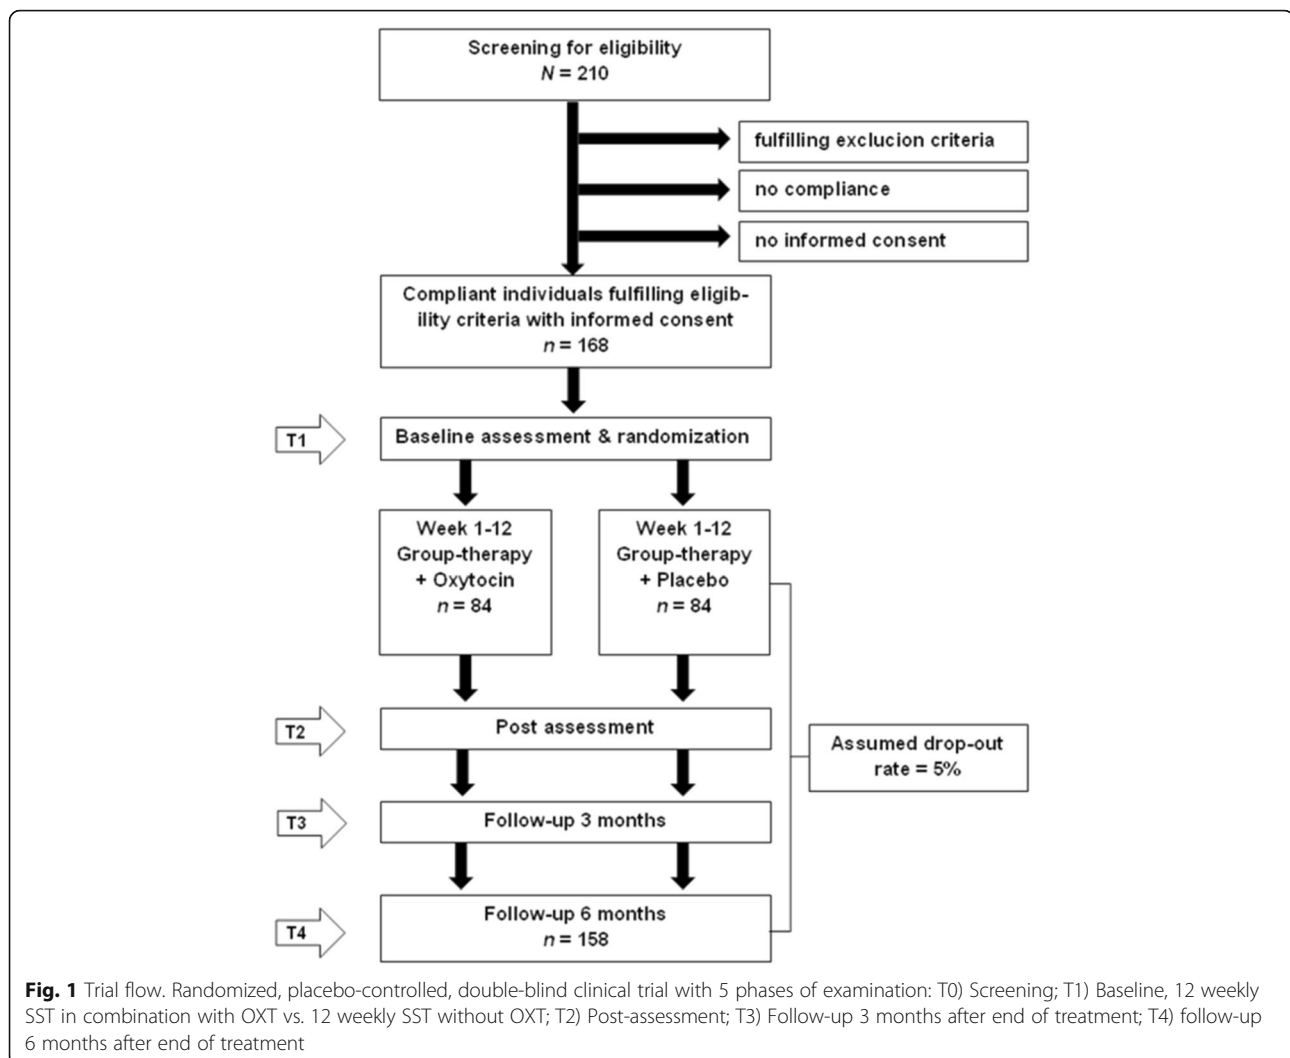 Screening for eligibility
N = 210
fulfilling exclucion criteria
no compliance
no informed consent
Compliant individuals fulfilling eligib-
ility criteria with informed consent
n = 168
T1
Baseline assessment & randomization
Week 1-12
Group-therapy
+ Oxytocin
n = 84
Week 1-12
Group-therapy
+ Placebo
n = 84
T2
Post assessment
Assumed drop-out
rate = 5%
T3
Follow-up 3 months
T4
Follow-up 6 months
n = 158
Fig. 1 Trial flow. Randomized, placebo-controlled, double-blind clinical trial with 5 phases of examination: T0) Screening; T1) Baseline, 12 weekly
SST in combination with OXT vs. 12 weekly SST without OXT; T2) Post-assessment; T3) Follow-up 3 months after end of treatment; T4) follow-up
6 months after end of treatment